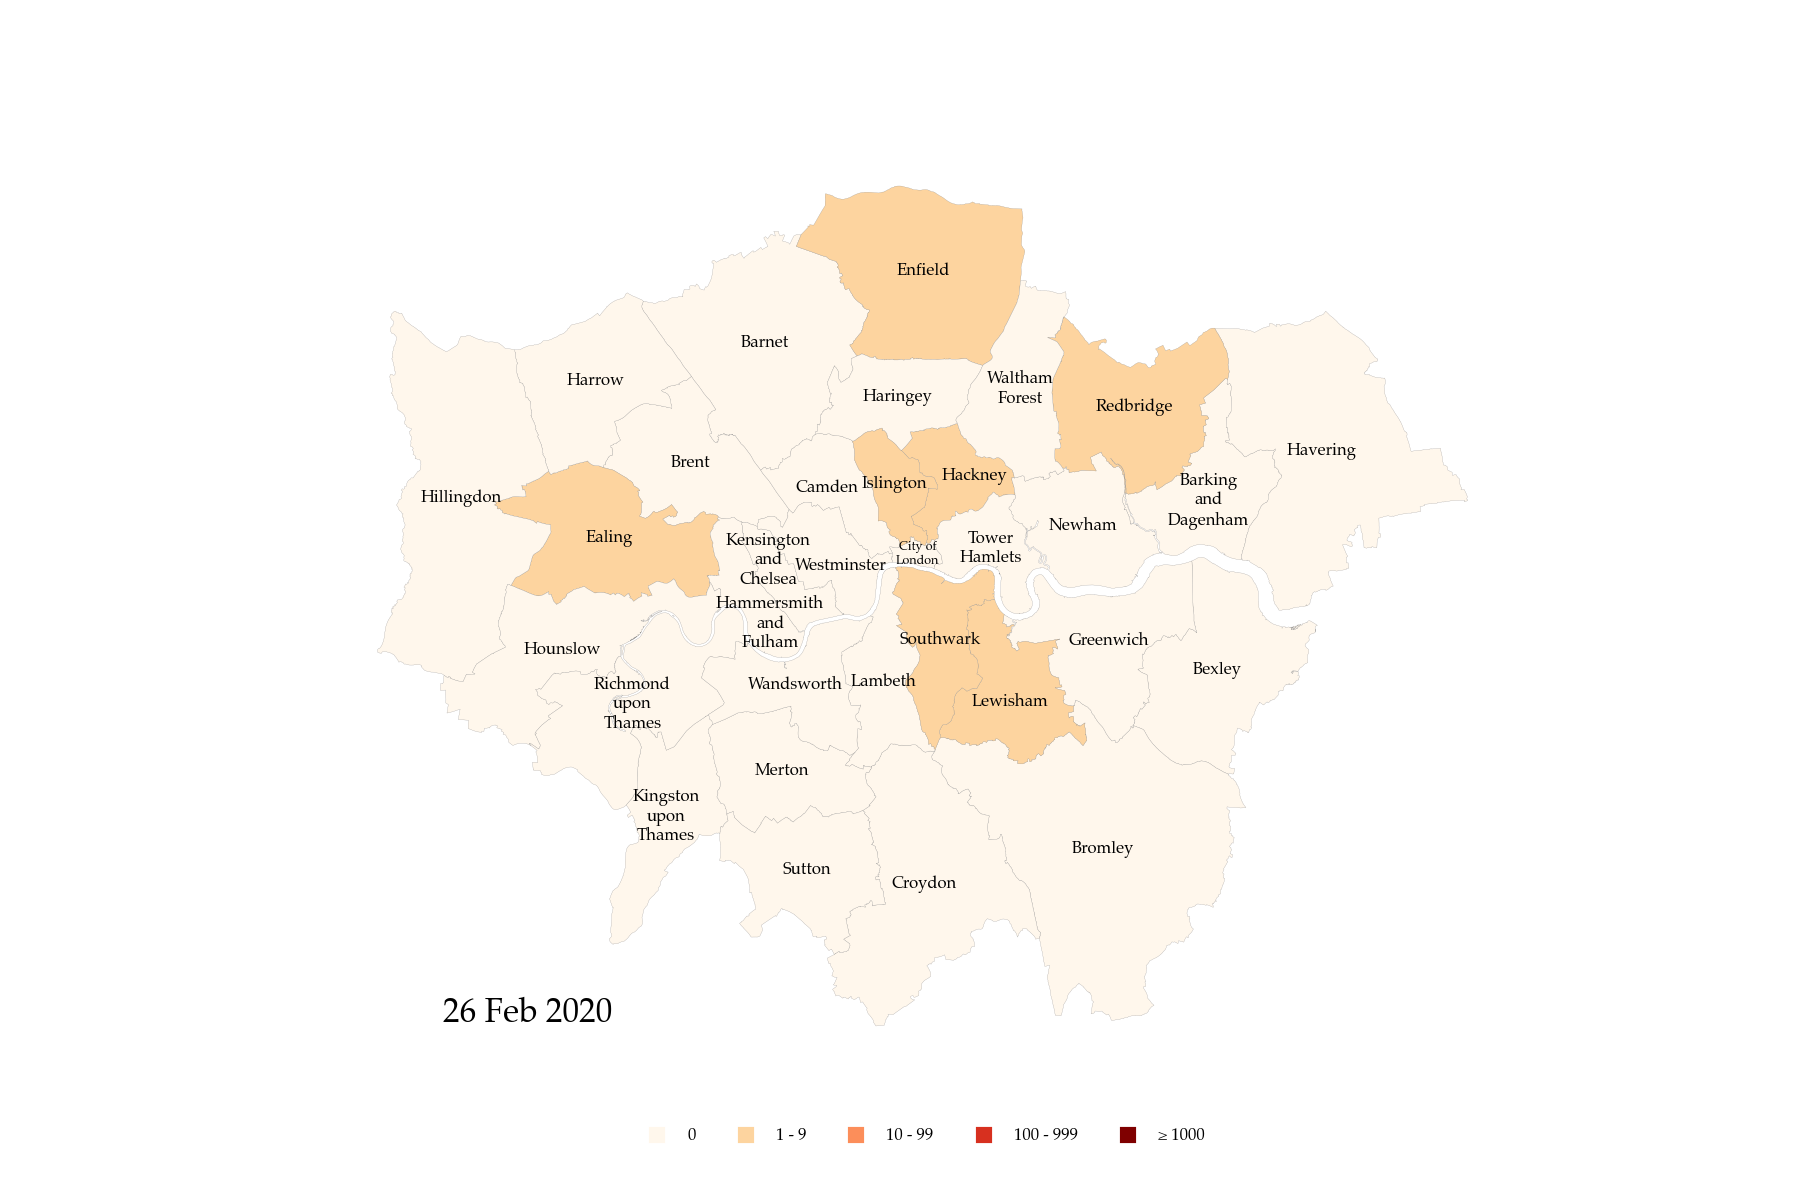 Enfield
Barnet
Harrow
Haringey
Waltham
Forest
Redbridge
Havering
Brent
Camden
Islington
Hackney
Barking
and
Dagenham
Hillingdon
Ealing
Kensington
and
Chelsea
Westminster
City of
London
Tower
Hamlets
Newham
Hammersmith
and
Fulham
Hounslow
Southwark
Greenwich
Bexley
Richmond
upon
Thames
Wandsworth
Lambeth
Lewisham
Merton
Kingston
upon
Thames
Sutton
Croydon
Bromley
26 Feb 2020
0 1 - 9 10 - 99 100 - 999 ≥ 1000